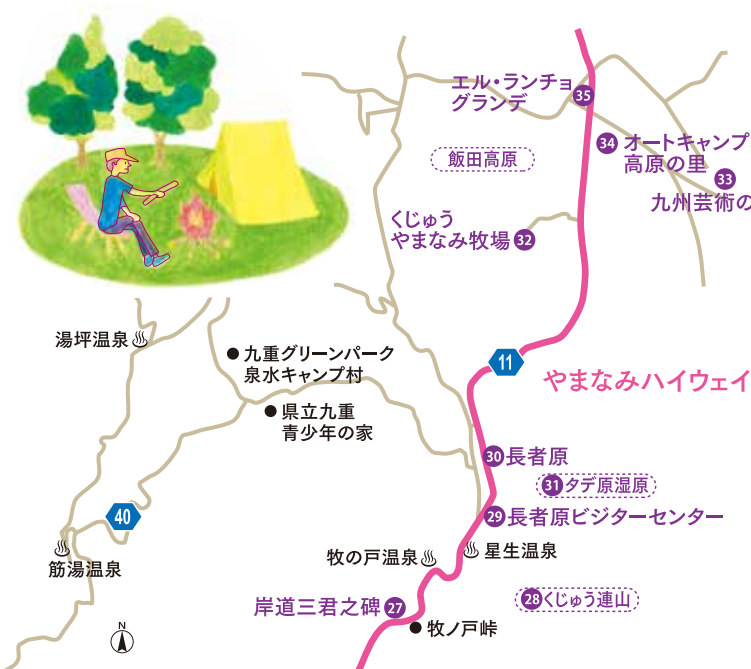 エル・ランチョ
グランデ
35
34 オートキャンプ
高原の里
33
九州芸術の
飯田高原
くじゅう
やまなみ牧場 32
湯坪温泉
九重グリーンパーク
泉水キャンプ村
11
やまなみハイウェイ
県立九重
青少年の家
30 長者原
31 タデ原湿原
40
29 長者原ビジターセンター
筋湯温泉
牧の戸温泉
星生温泉
28 くじゅう連山
岸道三君之碑 27
牧ノ戸峠
N